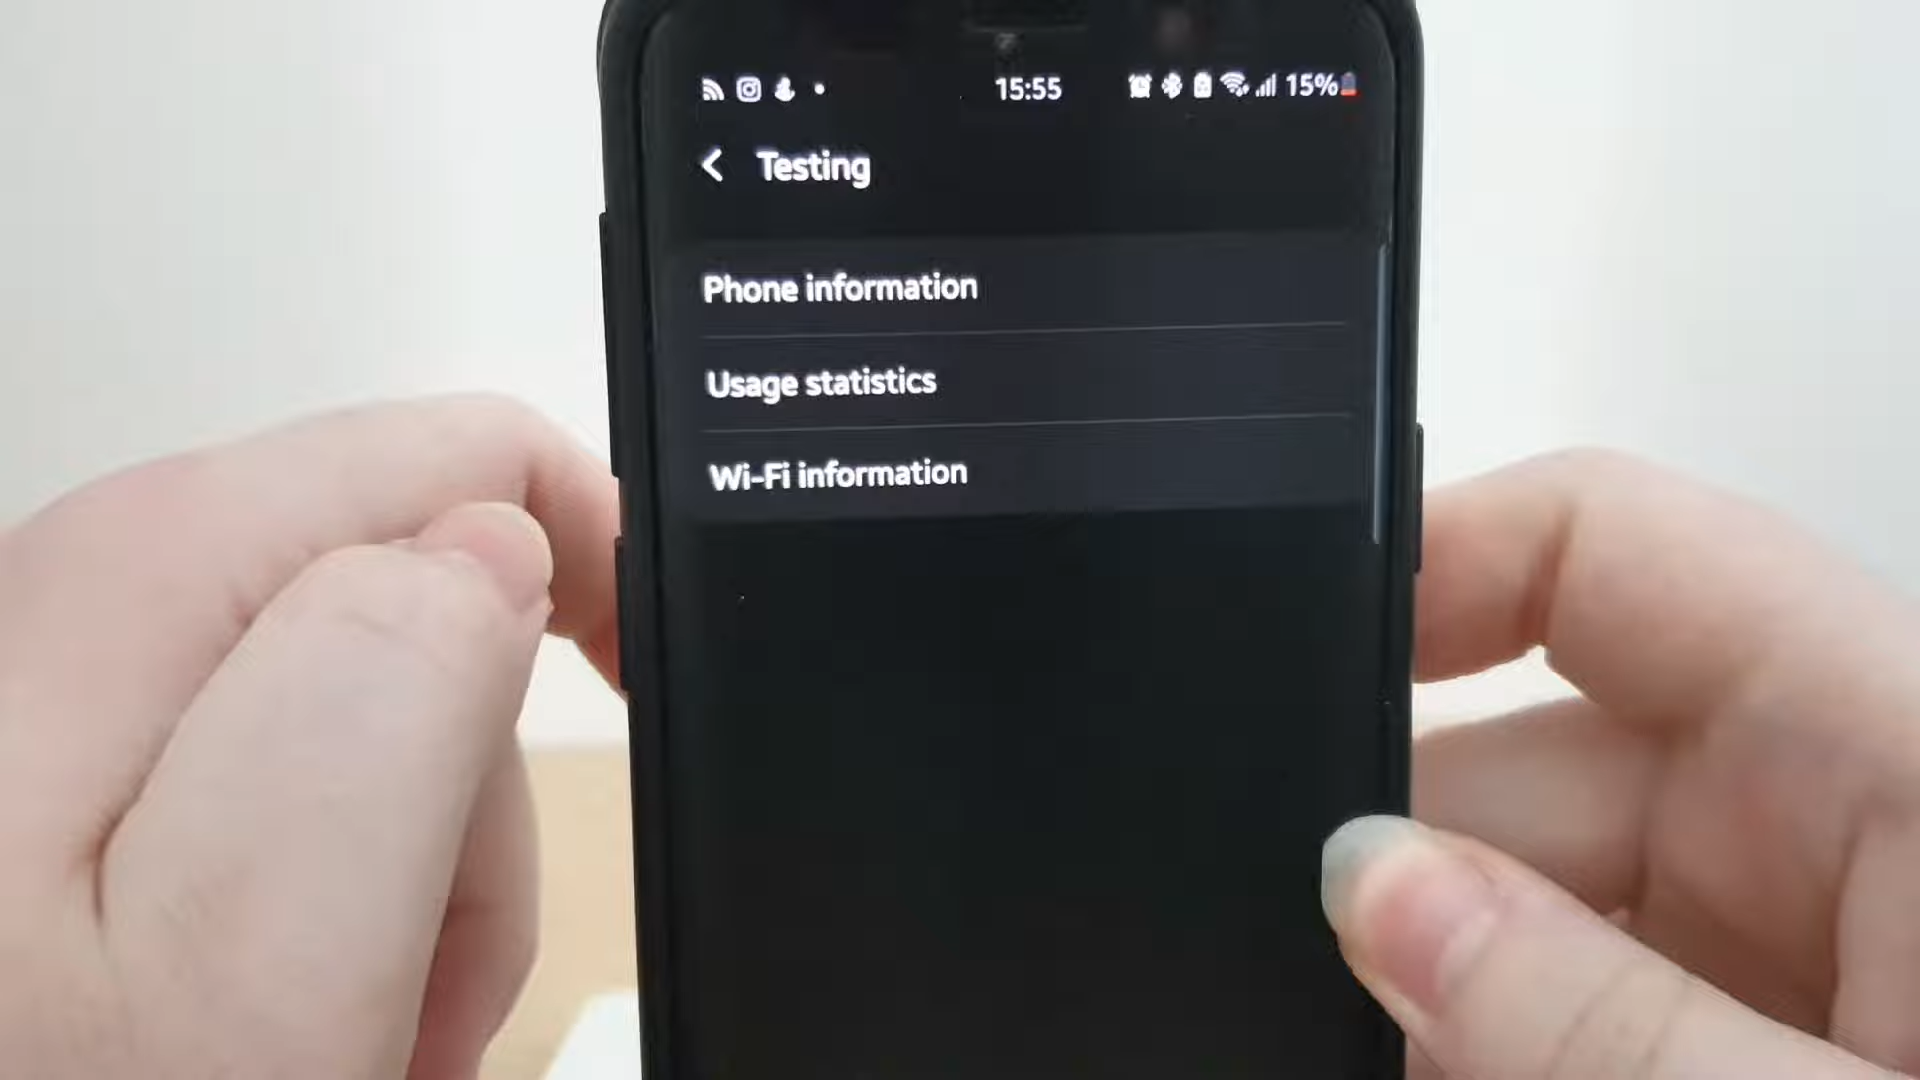 15:55 15%
Testing
Phone information
Usage statistics
Wi-Fi information